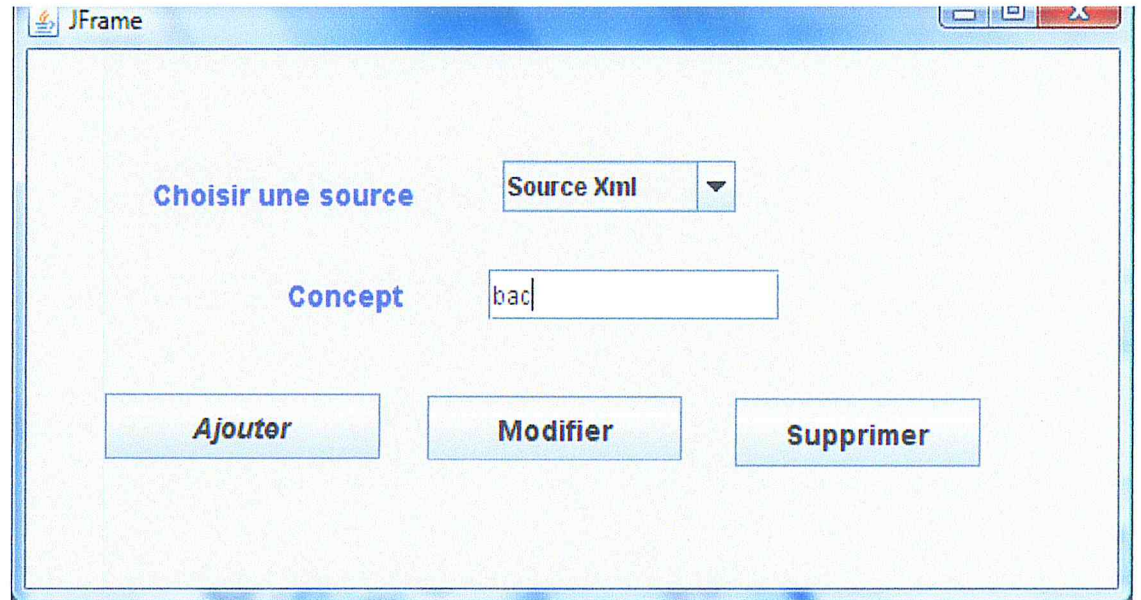 JFrame
Choisir une source Source Xml
Concept bac
Ajouter Modifier Supprimer